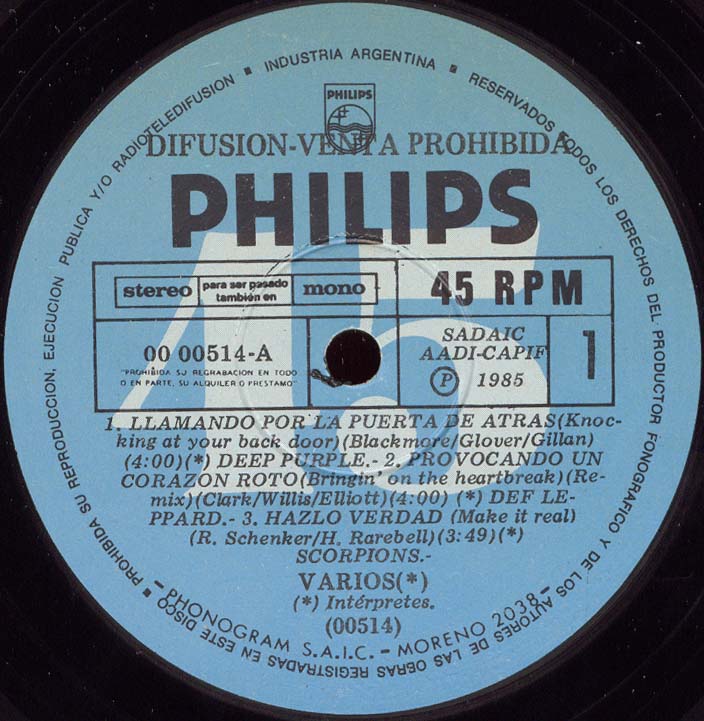 INDUSTRIA ARGENTINA ■ RESERVADOS TODOS LOS DERECHOS DEL PRODUCTOR FONOGRAFICO Y DE LOS AUTORES DE LAS OBRAS REGISTRADAS EN ESTE DISCO ■ PROHIBIDA SU REPRODUCCION, EJECUCION PUBLICA Y/O RADIOTELEDIFUSION ■
PHILIPS
DIFUSION-VENTA PROHIBIDA
PHILIPS
45
stereo
para ser pasado
también en
mono
45 RPM
00 00514-A
"PROHIBIDA SU REGRABACION EN TODO
O EN PARTE, SU ALQUILER O PRESTAMO"
SADAIC
AADI-CAPIF
Ⓟ 1985
1
1. LLAMANDO POR LA PUERTA DE ATRAS(Knoc-
king at your back door)(Blackmore/Glover/Gillan)
(4:00)(*) DEEP PURPLE.- 2. PROVOCANDO UN
CORAZON ROTO(Bringin' on the heartbreak)(Re-
mix)(Clark/Willis/Elliott)(4:00) (*) DEF LE-
PPARD.- 3. HAZLO VERDAD (Make it real)
(R. Schenker/H. Rarebell)(3:49)(*)
SCORPIONS.-
VARIOS(*)
(*) Intérpretes.
(00514)
-PHONOGRAM S.A.I.C. - MORENO 2038-